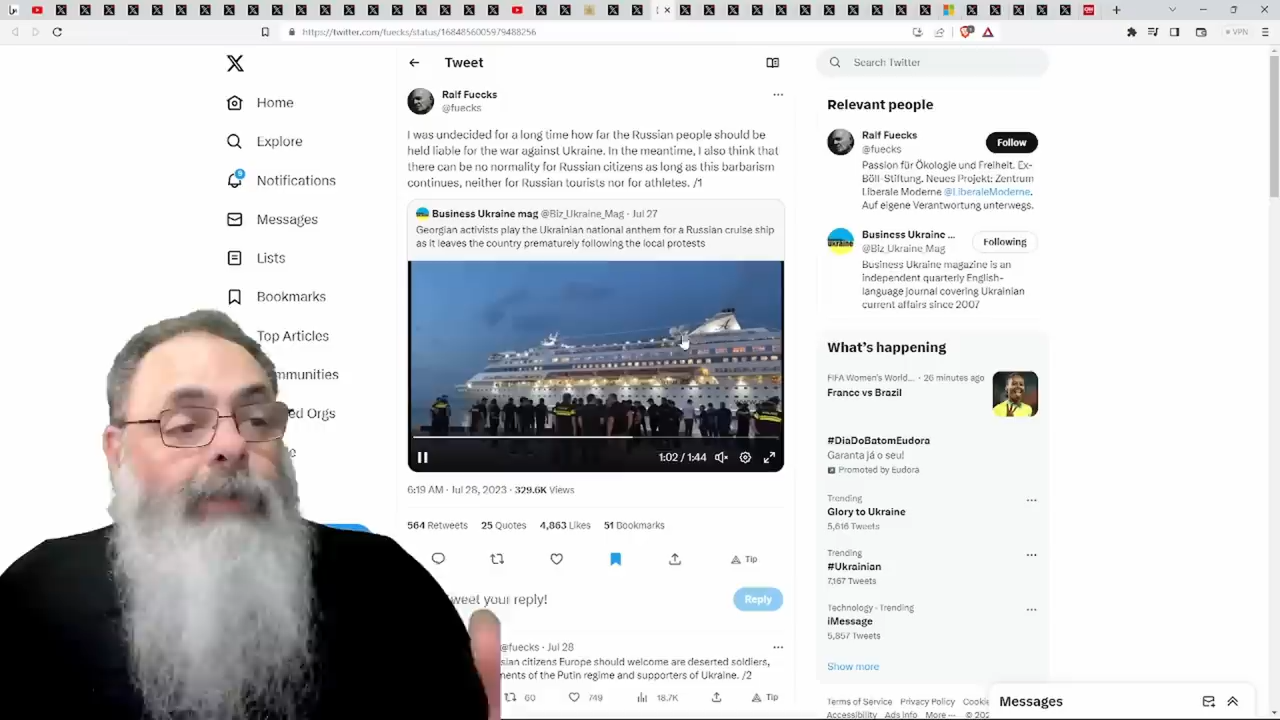 https://twitter.com/fuecks/status/1684856005979488256
VPN
Home
Explore
9
Notifications
Messages
Lists
Bookmarks
Top Articles
Tweet
Ralf Fuecks
@fuecks
I was undecided for a long time how far the Russian people should be
held liable for the war against Ukraine. In the meantime, I also think that
there can be no normality for Russian citizens as long as this barbarism
continues, neither for Russian tourists nor for athletes. /1
Business Ukraine mag @Biz_Ukraine_Mag · Jul 27
Georgian activists play the Ukrainian national anthem for a Russian cruise ship
as it leaves the country prematurely following the local protests
1:02 / 1:44
6:19 AM · Jul 28, 2023 · 329.6K Views
564 Retweets 25 Quotes 4,863 Likes 51 Bookmarks
Tip
weet your reply!
Reply
@fuecks · Jul 28
sian citizens Europe should welcome are deserted soldiers,
nents of the Putin regime and supporters of Ukraine. /2
60 749 18.7K Tip
Search Twitter
Relevant people
Ralf Fuecks
@fuecks
Follow
Passion für Ökologie und Freiheit. Ex-
Böll-Stiftung. Neues Projekt: Zentrum
Liberale Moderne @LiberaleModerne.
Auf eigene Verantwortung unterwegs.
Business Ukraine ...
@Biz_Ukraine_Mag
Following
Business Ukraine magazine is an
independent quarterly English-
language journal covering Ukrainian
current affairs since 2007
What's happening
FIFA Women's World... · 26 minutes ago
France vs Brazil
#DiaDoBatomEudora
Garanta já o seu!
Promoted by Eudora
Trending
Glory to Ukraine
5,616 Tweets
Trending
#Ukrainian
7,167 Tweets
Technology · Trending
iMessage
5,857 Tweets
Show more
Terms of Service Privacy Policy Cookie
Accessibility Ads Info More ··· © 202
Messages